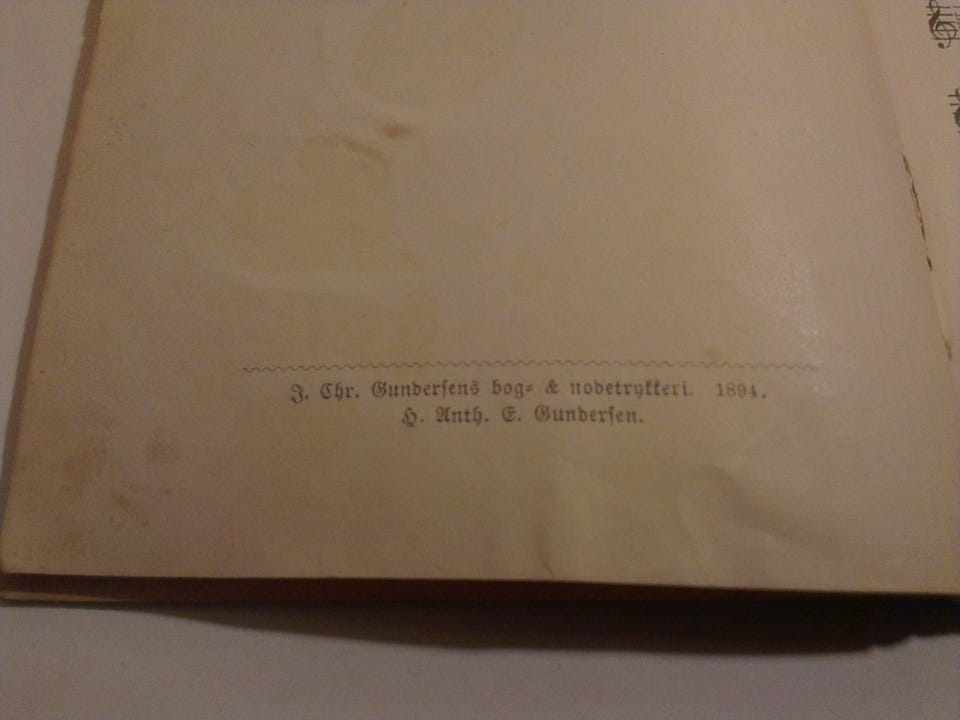 J. Chr. Gundersens bog- & nodetrykkeri. 1894.
H. Anth. E. Gundersen.